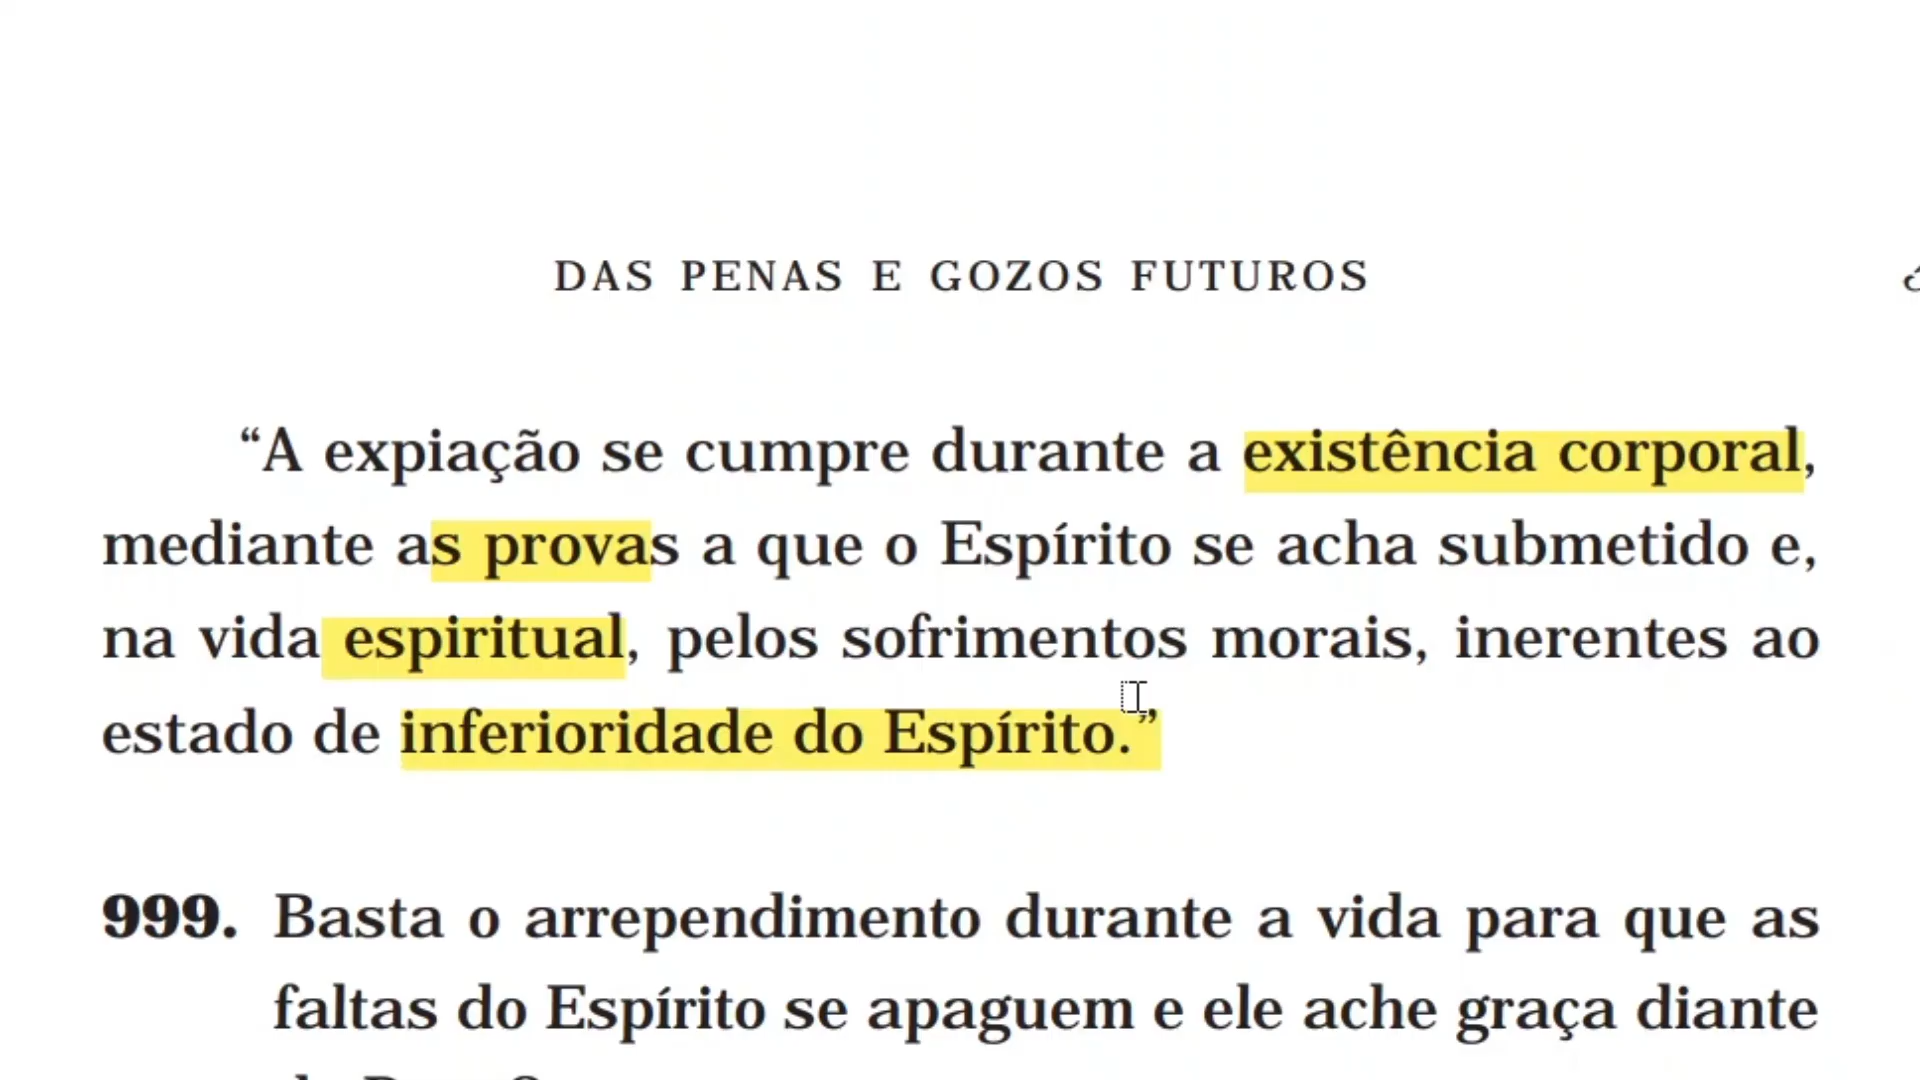 DAS PENAS E GOZOS FUTUROS
“A expiação se cumpre durante a existência corporal,
mediante as provas a que o Espírito se acha submetido e,
na vida espiritual, pelos sofrimentos morais, inerentes ao
estado de inferioridade do Espírito.”
999. Basta o arrependimento durante a vida para que as
faltas do Espírito se apaguem e ele ache graça diante